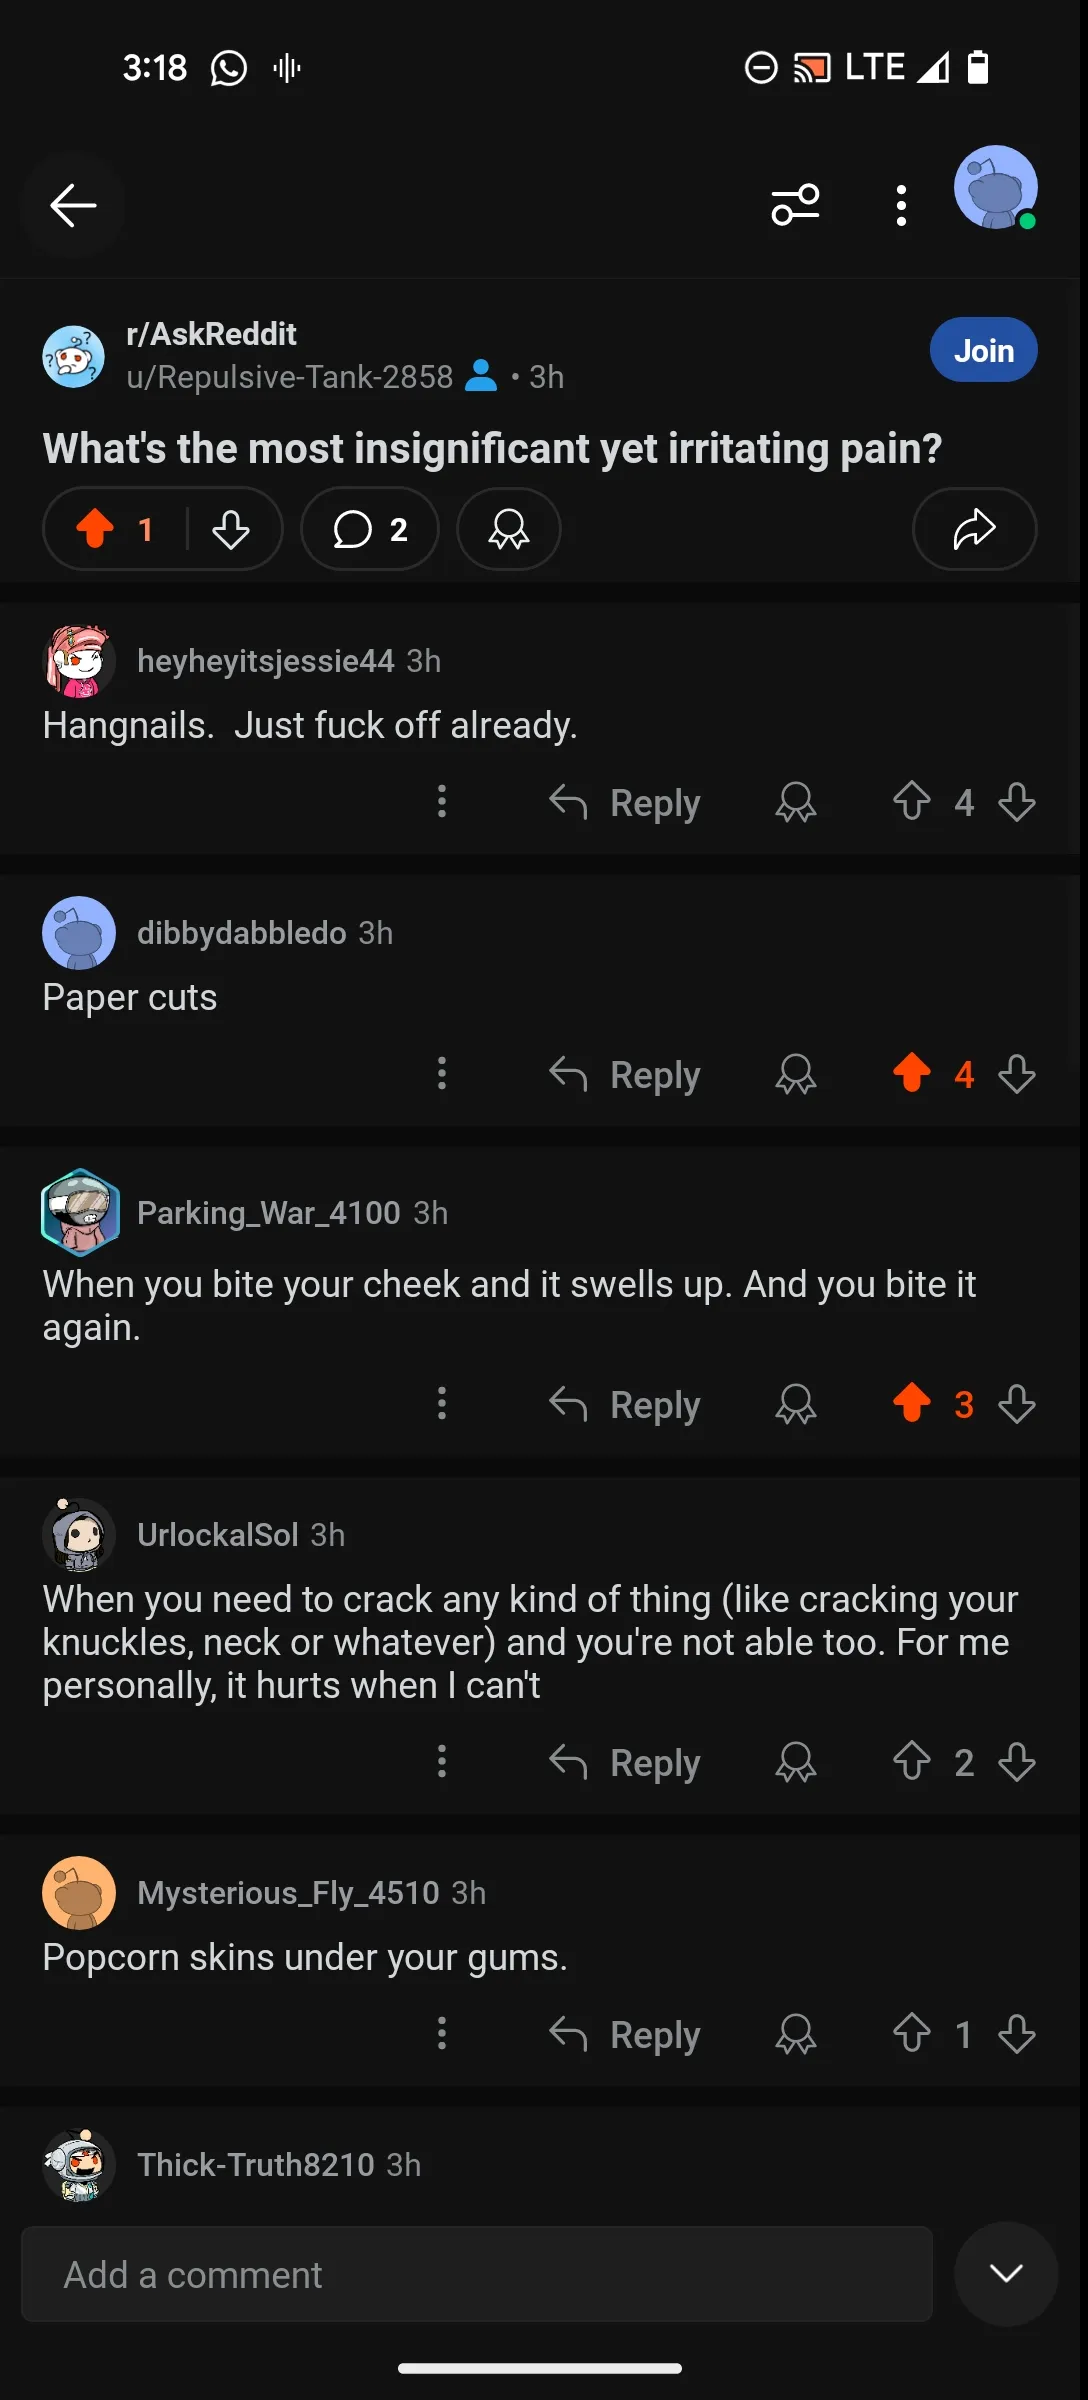 3:18 LTE
r/AskReddit
u/Repulsive-Tank-2858 • 3h
Join
What's the most insignificant yet irritating pain?
1 2
heyheyitsjessie44 3h
Hangnails.  Just fuck off already.
Reply 4
dibbydabbledo 3h
Paper cuts
Reply 4
Parking_War_4100 3h
When you bite your cheek and it swells up. And you bite it
again.
Reply 3
UrlockalSol 3h
When you need to crack any kind of thing (like cracking your
knuckles, neck or whatever) and you're not able too. For me
personally, it hurts when I can't
Reply 2
Mysterious_Fly_4510 3h
Popcorn skins under your gums.
Reply 1
Thick-Truth8210 3h
Add a comment